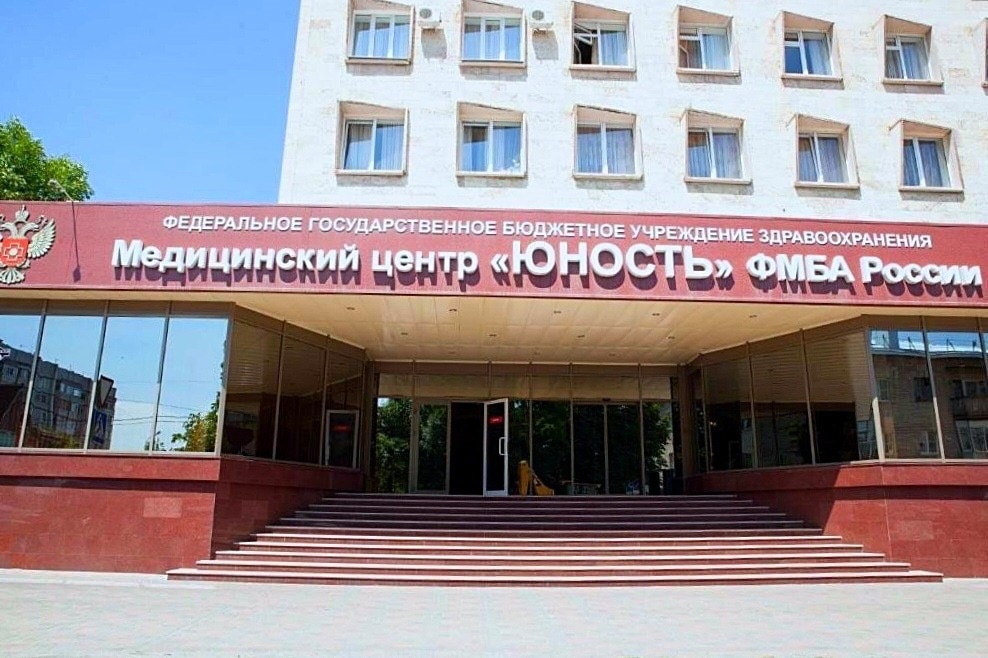 ФЕДЕРАЛЬНОЕ ГОСУДАРСТВЕННОЕ БЮДЖЕТНОЕ УЧРЕЖДЕНИЕ ЗДРАВООХРАНЕНИЯ
Медицинский центр «ЮНОСТЬ» ФМБА России